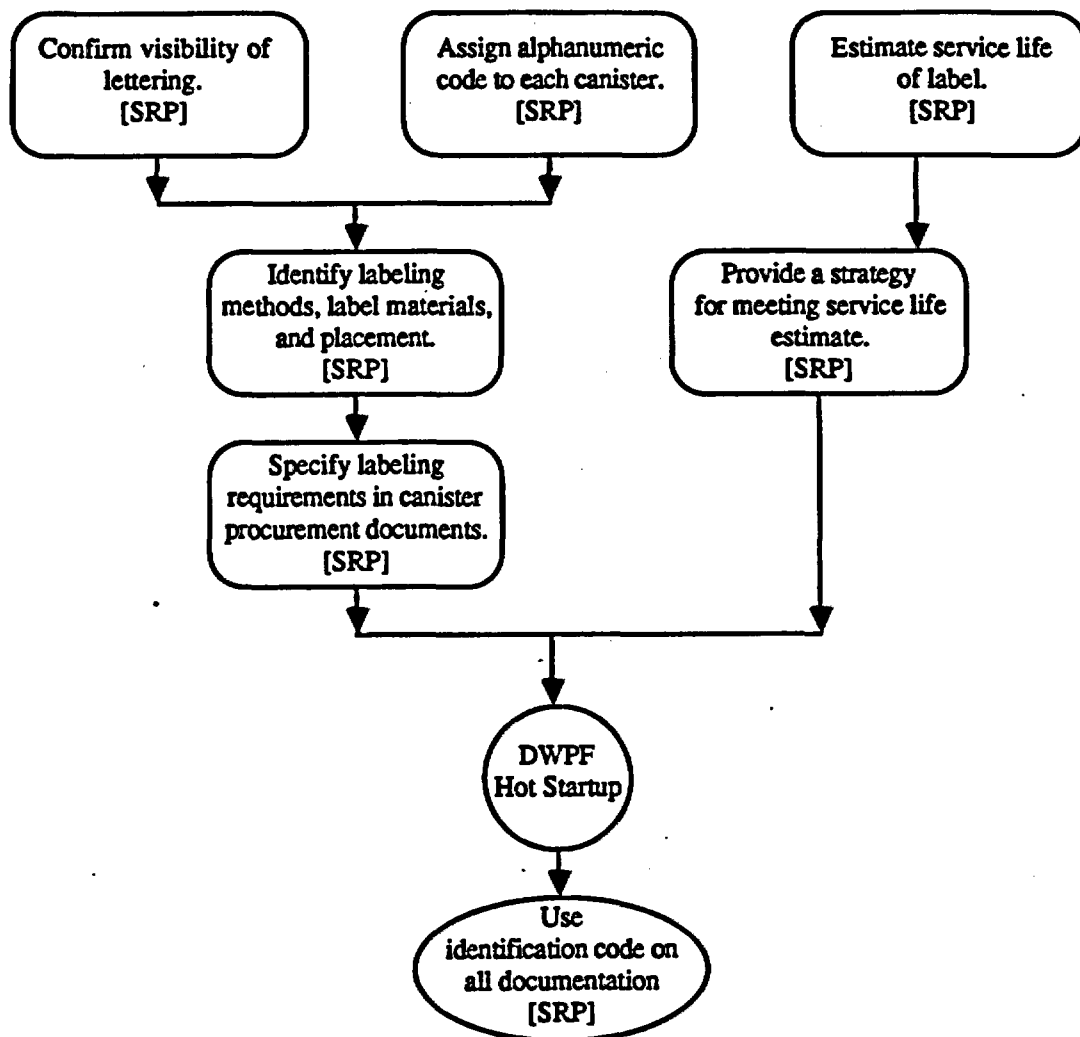 Confirm visibility of
lettering.
[SRP]
Assign alphanumeric
code to each canister.
[SRP]
Estimate service life
of label.
[SRP]
Identify labeling
methods, label materials,
and placement.
[SRP]
Provide a strategy
for meeting service life
estimate.
[SRP]
Specify labeling
requirements in canister
procurement documents.
[SRP]
DWPF
Hot Startup
Use
identification code on
all documentation
[SRP]